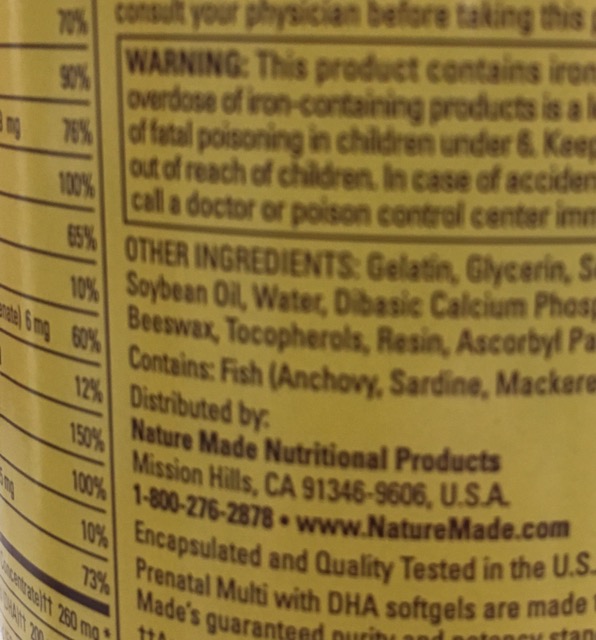 70%
90%
mg 76%
100%
65%
10%
6 mg 60%
12%
150%
mg 100%
10%
73%
260 mg *
consult your physician before taking this
WARNING: This product contains iron
overdose of iron-containing products is a
of fatal poisoning in children under 6. Keep
out of reach of children. In case of acciden
call a doctor or poison control center imm
OTHER INGREDIENTS: Gelatin, Glycerin, S
Soybean Oil, Water, Dibasic Calcium Phosp
Beeswax, Tocopherols, Resin, Ascorbyl Pa
Contains: Fish (Anchovy, Sardine, Mackere
Distributed by:
Nature Made Nutritional Products
Mission Hills, CA 91346-9606, U.S.A.
1-800-276-2878 • www.NatureMade.com
Encapsulated and Quality Tested in the U.S.
Prenatal Multi with DHA softgels are made
Made's guaranteed purity and potency stan